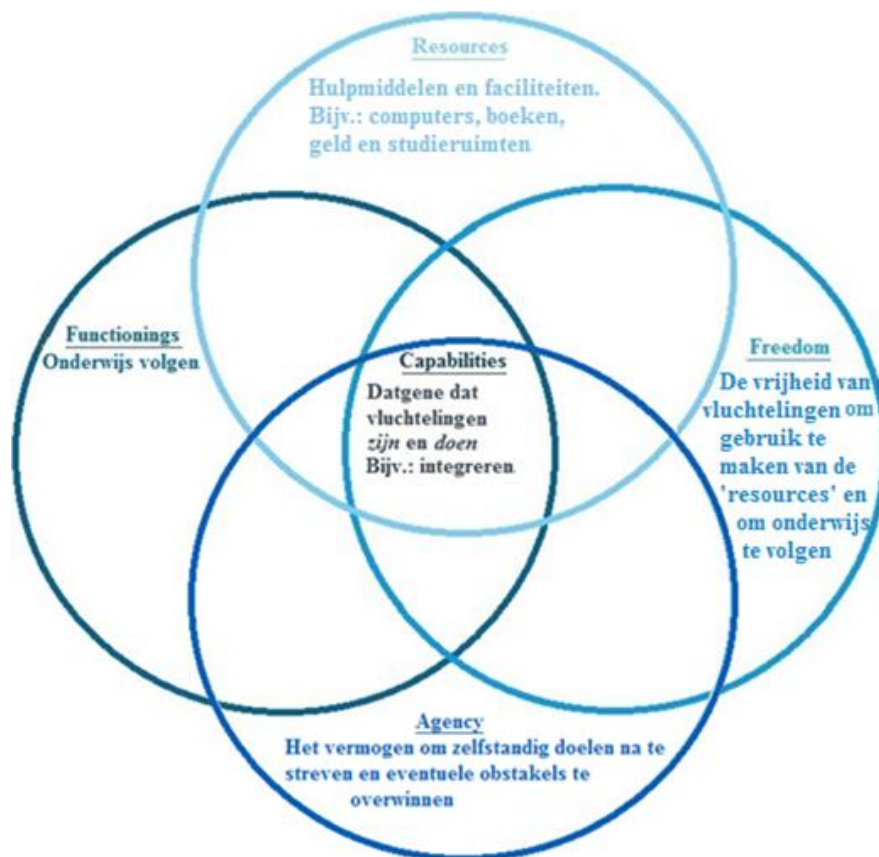 Resources
Hulpmiddelen en faciliteiten.
Bijv.: computers, boeken,
geld en studieruimten
Functionings
Onderwijs volgen
Capabilities
Datgene dat
vluchtelingen
zijn en doen
Bijv.: integreren
Freedom
De vrijheid van
vluchtelingen om
gebruik te
maken van de
'resources' en
om onderwijs
te volgen
Agency
Het vermogen om zelfstandig doelen na te
streven en eventuele obstakels te
overwinnen